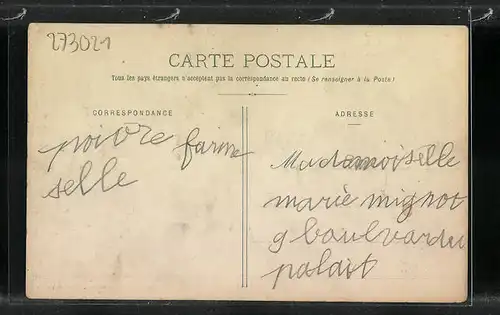 273021
CARTE POSTALE
Tous les pays étrangers n'acceptent pas la correspondance au recto (Se renseigner à la Poste)
CORRESPONDANCE
ADRESSE
poivre farine
selle
Madamoiselle
marie mignot
9 boulvardu
palait